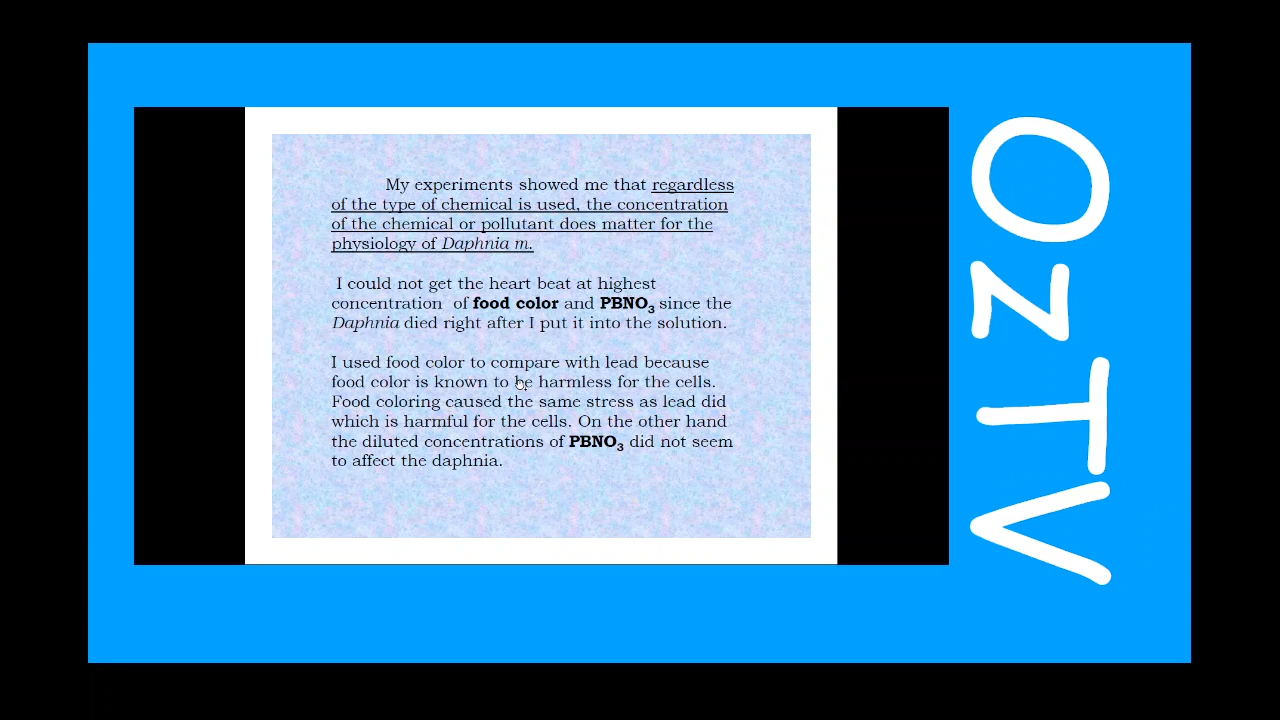 My experiments showed me that regardless
of the type of chemical is used, the concentration
of the chemical or pollutant does matter for the
physiology of Daphnia m.
I could not get the heart beat at highest
concentration of food color and PBNO3 since the
Daphnia died right after I put it into the solution.
I used food color to compare with lead because
food color is known to be harmless for the cells.
Food coloring caused the same stress as lead did
which is harmful for the cells. On the other hand
the diluted concentrations of PBNO3 did not seem
to affect the daphnia.
OzTV